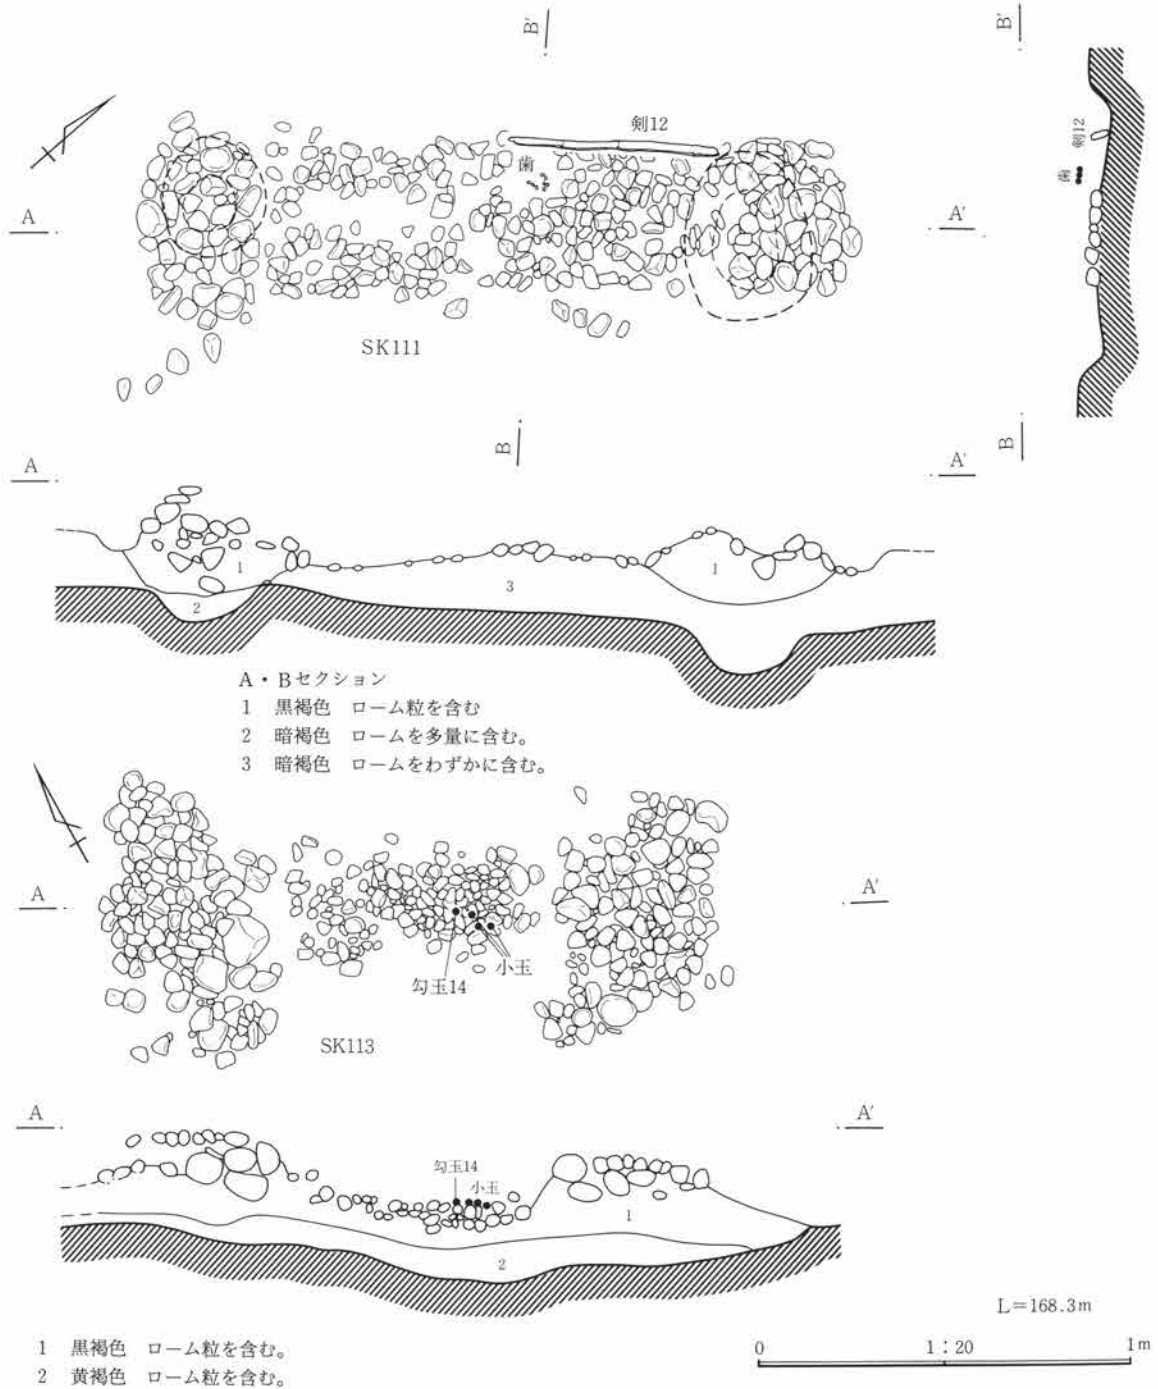 B′
B′
剣12
歯
剣12
歯
A
A′
SK111
B
B
A
A′
1
1
2
3
A・Bセクション
1 黒褐色 ローム粒を含む
2 暗褐色 ロームを多量に含む。
3 暗褐色 ロームをわずかに含む。
A
A′
小玉
勾玉14
SK113
A
A′
勾玉14
小玉
1
2
L=168.3m
1 黒褐色 ローム粒を含む。
2 黄褐色 ローム粒を含む。
0 1:20 1m